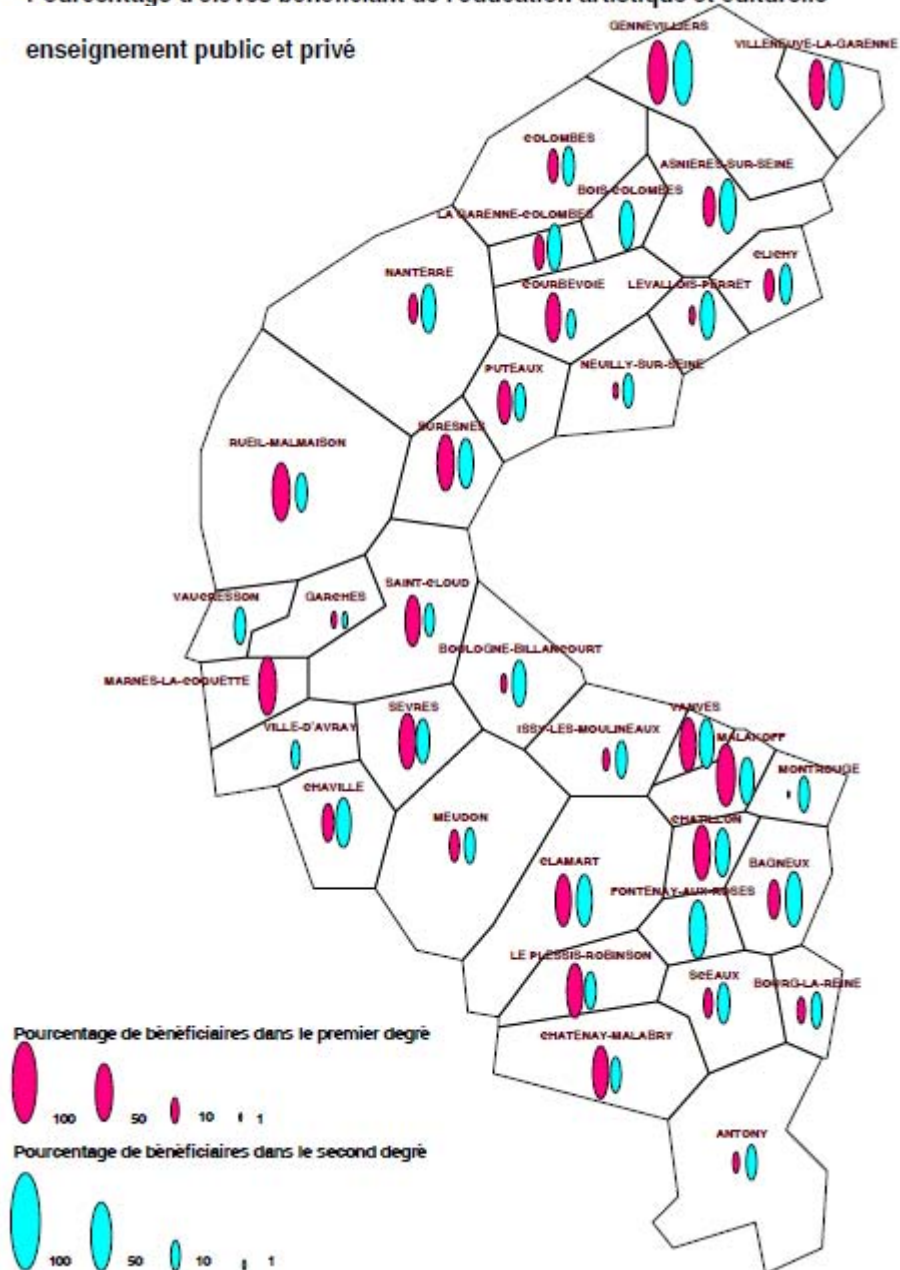 enseignement public et privé
GENNEVILLIERS
VILLENEUVE-LA-GARENNE
COLOMBES
ASNIÈRES-SUR-SEINE
BOIS-COLOMBES
LA GARENNE-COLOMBES
CLICHY
NANTERRE
COURBEVOIE
LEVALLOIS-PERRET
PUTEAUX
NEUILLY-SUR-SEINE
SURESNES
RUEIL-MALMAISON
SAINT-CLOUD
VAUCRESSON
GARCHES
BOULOGNE-BILLANCOURT
MARNES-LA-COQUETTE
SÈVRES
VANVES
VILLE-D'AVRAY
ISSY-LES-MOULINEAUX
MALAKOFF
MONTROUGE
CHAVILLE
MEUDON
CHATILLON
CLAMART
BAGNEUX
FONTENAY-AUX-ROSES
LE PLESSIS-ROBINSON
SCEAUX
BOURG-LA-REINE
Pourcentage de bénéficiaires dans le premier degré
CHATENAY-MALABRY
100 50 10 1
ANTONY
Pourcentage de bénéficiaires dans le second degré
100 50 10 1